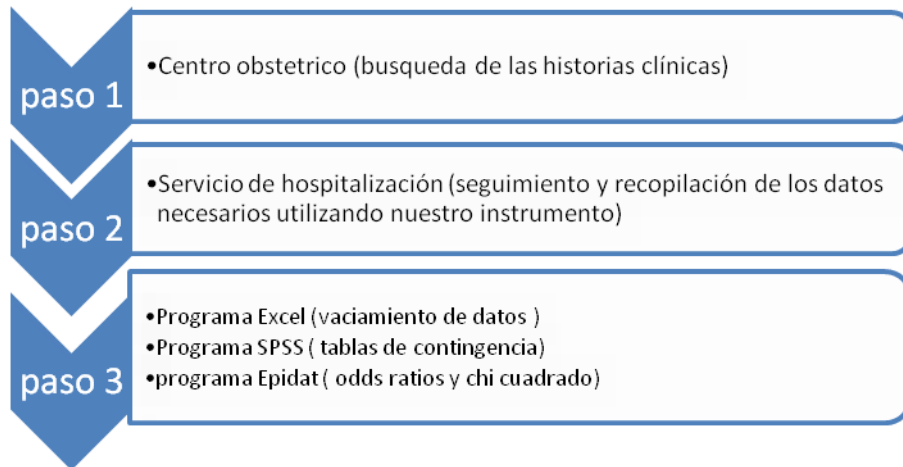 paso 1
•Centro obstetrico (busqueda de las historias clínicas)
paso 2
•Servicio de hospitalización (seguimiento y recopilación de los datos
necesarios utilizando nuestro instrumento)
paso 3
•Programa Excel (vaciamiento de datos )
•Programa SPSS ( tablas de contingencia)
•programa Epidat ( odds ratios y chi cuadrado)